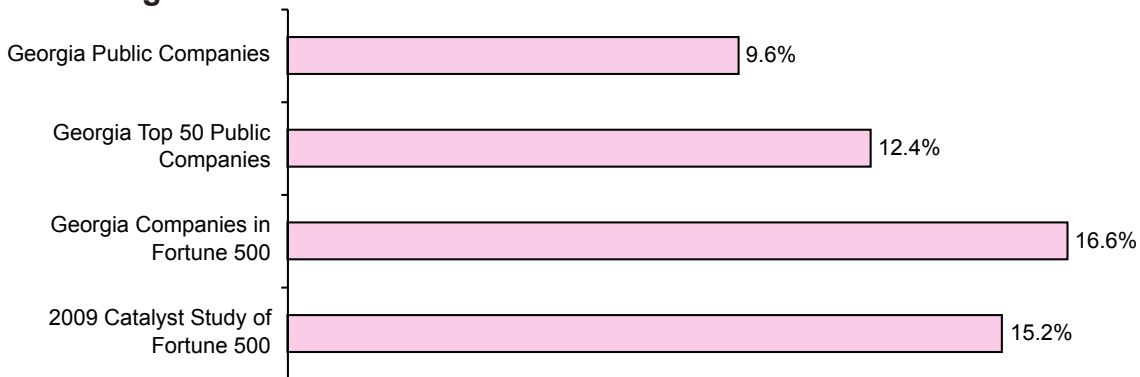 Georgia Public Companies
9.6%
Georgia Top 50 Public
Companies
12.4%
Georgia Companies in
Fortune 500
16.6%
2009 Catalyst Study of
Fortune 500
15.2%